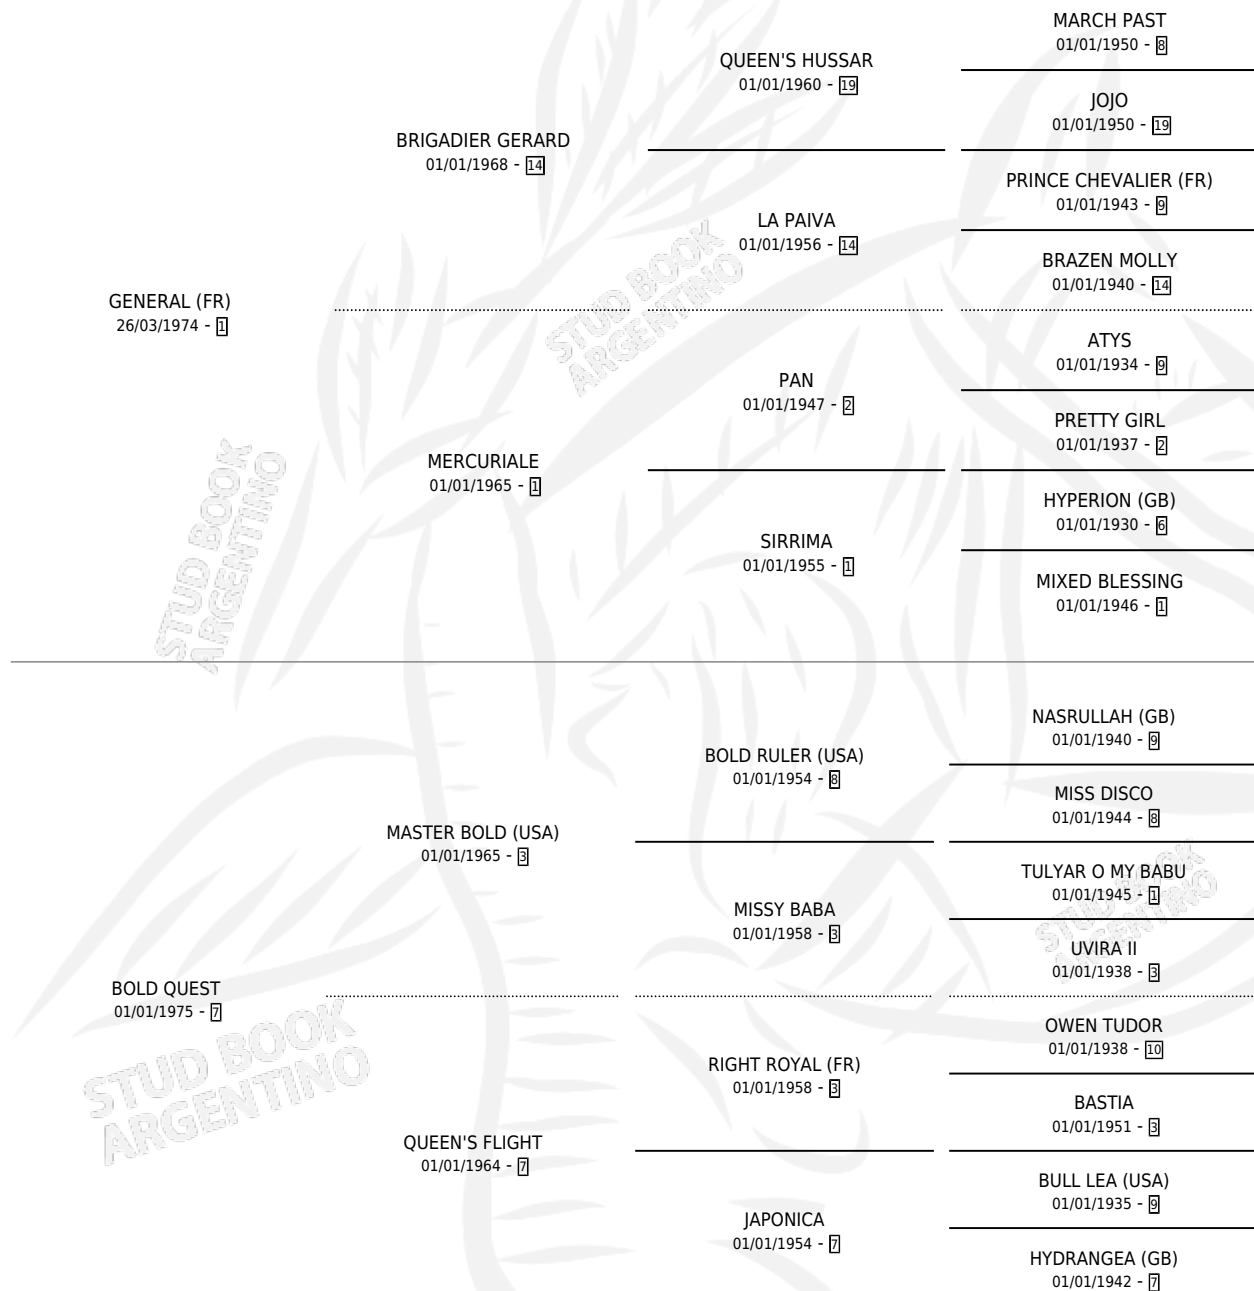 MARCH PAST
01/01/1950 - 8
QUEEN'S HUSSAR
01/01/1960 - 19
JOJO
01/01/1950 - 19
BRIGADIER GERARD
01/01/1968 - 14
PRINCE CHEVALIER (FR)
01/01/1943 - 9
LA PAIVA
01/01/1956 - 14
BRAZEN MOLLY
01/01/1940 - 14
GENERAL (FR)
26/03/1974 - 1
ATYS
01/01/1934 - 9
PAN
01/01/1947 - 2
PRETTY GIRL
01/01/1937 - 2
MERCURIALE
01/01/1965 - 1
HYPERION (GB)
01/01/1930 - 6
SIRRIMA
01/01/1955 - 1
MIXED BLESSING
01/01/1946 - 1
STUD BOOK
ARGENTINO
STUD BOOK
ARGENTINO
NASRULLAH (GB)
01/01/1940 - 9
BOLD RULER (USA)
01/01/1954 - 8
MISS DISCO
01/01/1944 - 8
MASTER BOLD (USA)
01/01/1965 - 3
TULYAR O MY BABU
01/01/1945 - 1
MISSY BABA
01/01/1958 - 3
UVIRA II
01/01/1938 - 3
BOLD QUEST
01/01/1975 - 7
OWEN TUDOR
01/01/1938 - 10
RIGHT ROYAL (FR)
01/01/1958 - 3
BASTIA
01/01/1951 - 3
QUEEN'S FLIGHT
01/01/1964 - 7
BULL LEA (USA)
01/01/1935 - 9
JAPONICA
01/01/1954 - 7
HYDRANGEA (GB)
01/01/1942 - 7
STUD BOOK
ARGENTINO
STUD BOOK
ARGENTINO